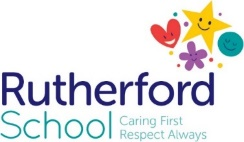 Rutherford
School
Caring First
Respect Always